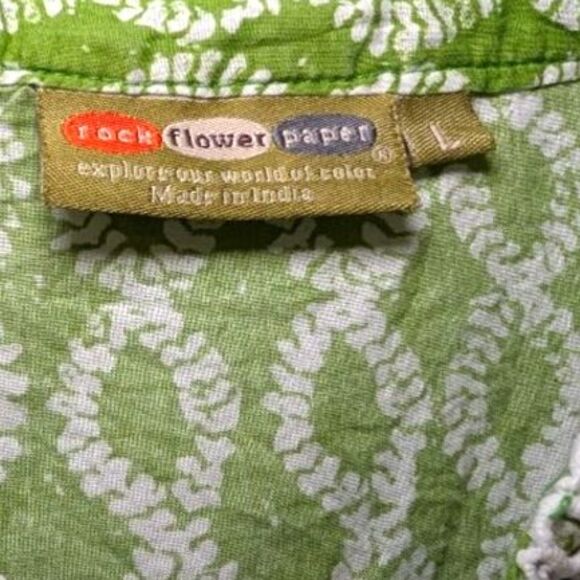 rock flower paper ®
explore our world of color
Made in India
L